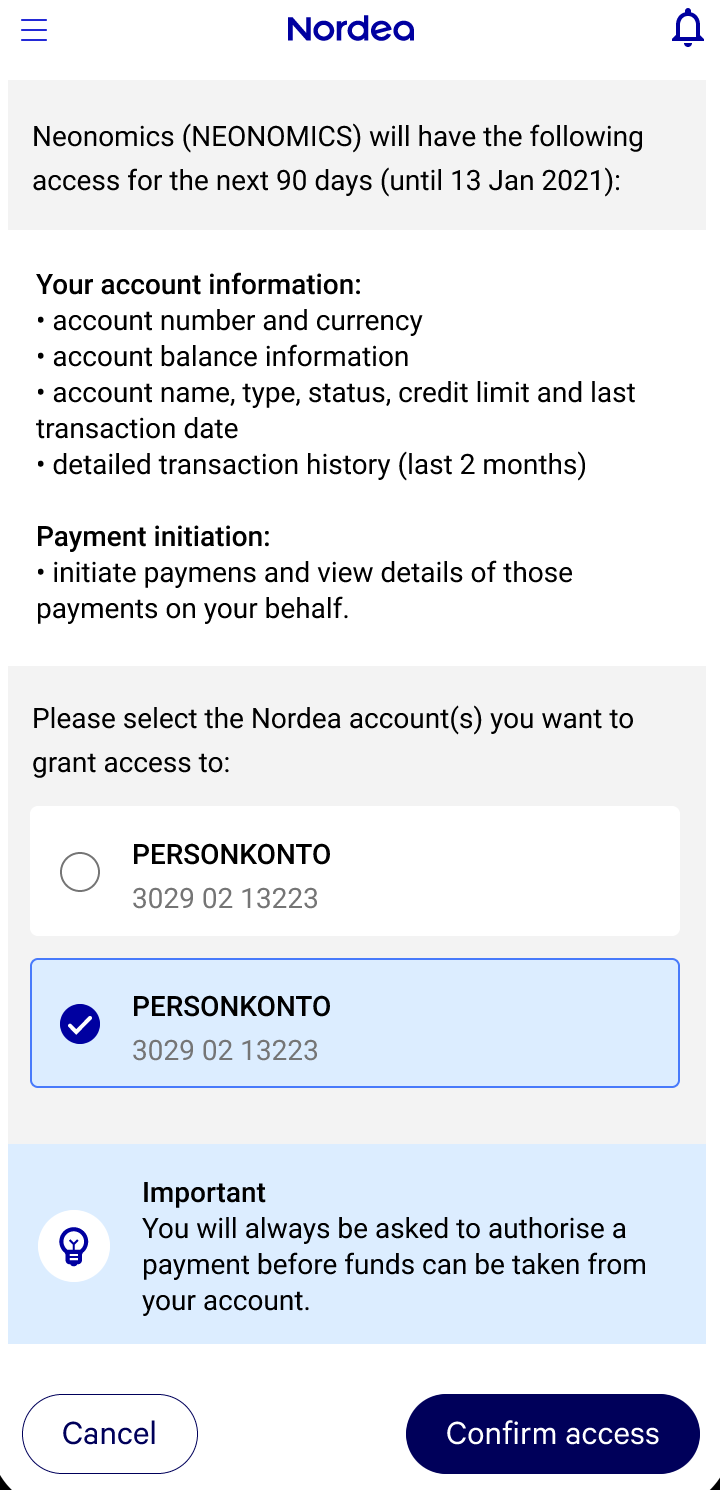 Nordea
Neonomics (NEONOMICS) will have the following
access for the next 90 days (until 13 Jan 2021):
Your account information:
• account number and currency
• account balance information
• account name, type, status, credit limit and last
transaction date
• detailed transaction history (last 2 months)
Payment initiation:
• initiate paymens and view details of those
payments on your behalf.
Please select the Nordea account(s) you want to
grant access to:
PERSONKONTO
3029 02 13223
PERSONKONTO
3029 02 13223
Important
You will always be asked to authorise a
payment before funds can be taken from
your account.
Cancel
Confirm access